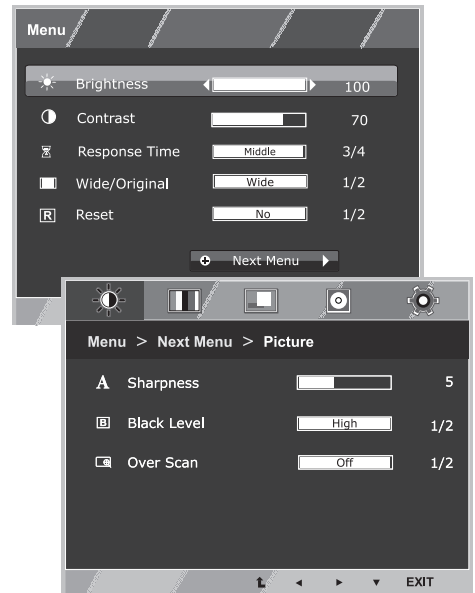 Menu
Brightness 100
Contrast 70
Response Time Middle 3/4
Wide/Original Wide 1/2
R Reset No 1/2
Next Menu
Menu > Next Menu > Picture
A Sharpness 5
B Black Level High 1/2
Over Scan Off 1/2
EXIT